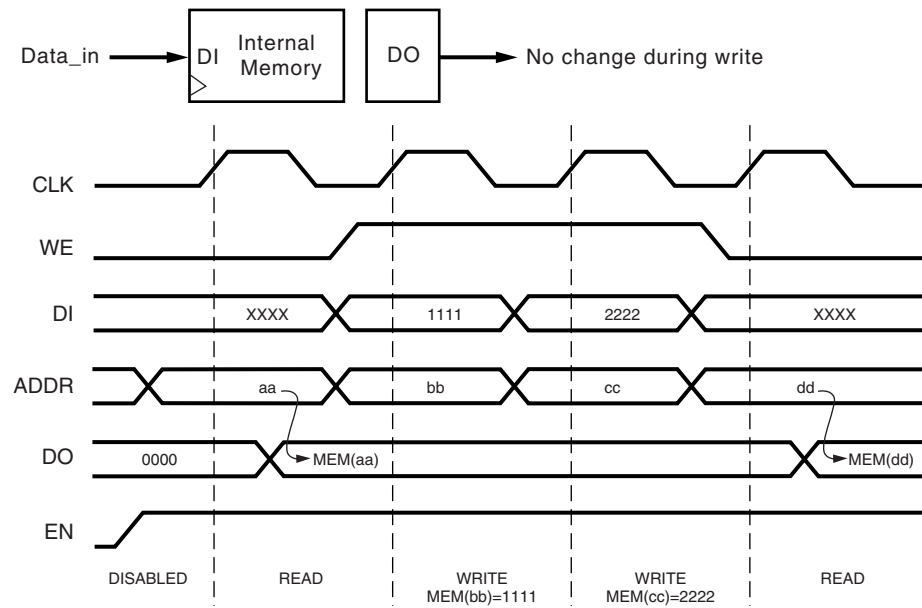 Data_in
DI
Internal
Memory
DO
No change during write
CLK
WE
DI XXXX 1111 2222 XXXX
ADDR aa bb cc dd
DO 0000 MEM(aa) MEM(dd)
EN
DISABLED READ WRITE WRITE READ
MEM(bb)=1111 MEM(cc)=2222